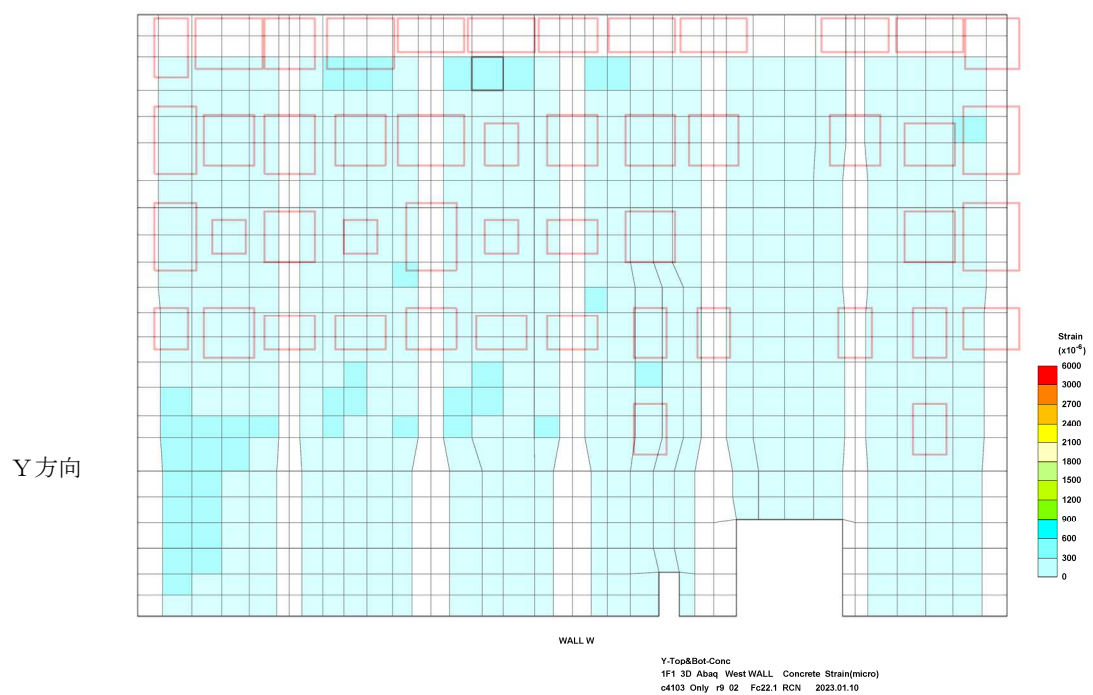 Strain
(x10⁻⁶)
6000
3000
2700
2400
2100
1800
1500
1200
900
600
300
0
Ｙ方向
WALL W
Y-Top&Bot-Conc
1F1 3D Abaq West WALL Concrete Strain(micro)
c4103 Only r9 02 Fc22.1 RCN 2023.01.10